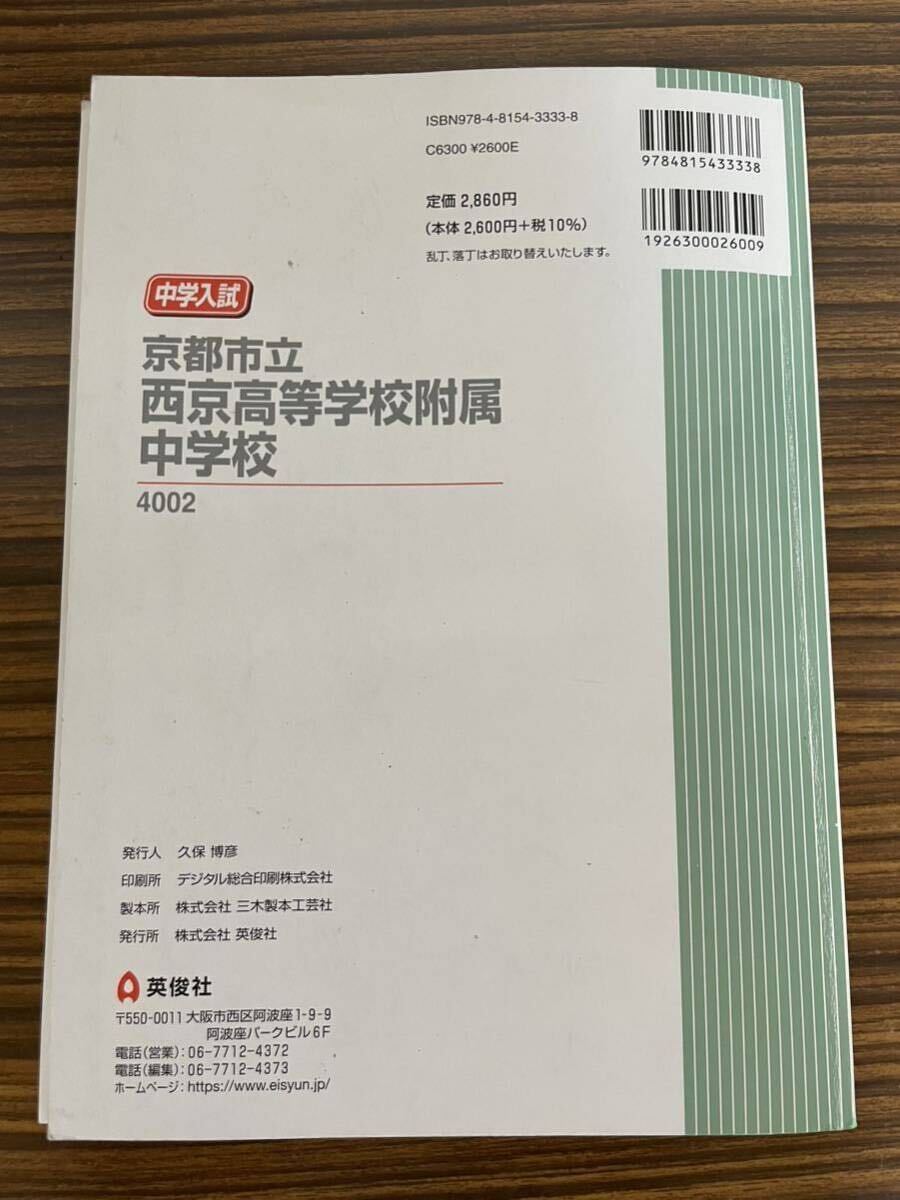 ISBN978-4-8154-3333-8
C6300 ¥2600E
定価 2,860円
(本体 2,600円+税10%)
乱丁、落丁はお取り替えいたします。
9784815433338
1926300026009
中学入試
京都市立
西京高等学校附属
中学校
4002
発行人 久保 博彦
印刷所 デジタル総合印刷株式会社
製本所 株式会社 三木製本工芸社
発行所 株式会社 英俊社
英俊社
〒550-0011 大阪市西区阿波座1-9-9
阿波座パークビル6F
電話(営業):06-7712-4372
電話(編集):06-7712-4373
ホームページ:https://www.eisyun.jp/